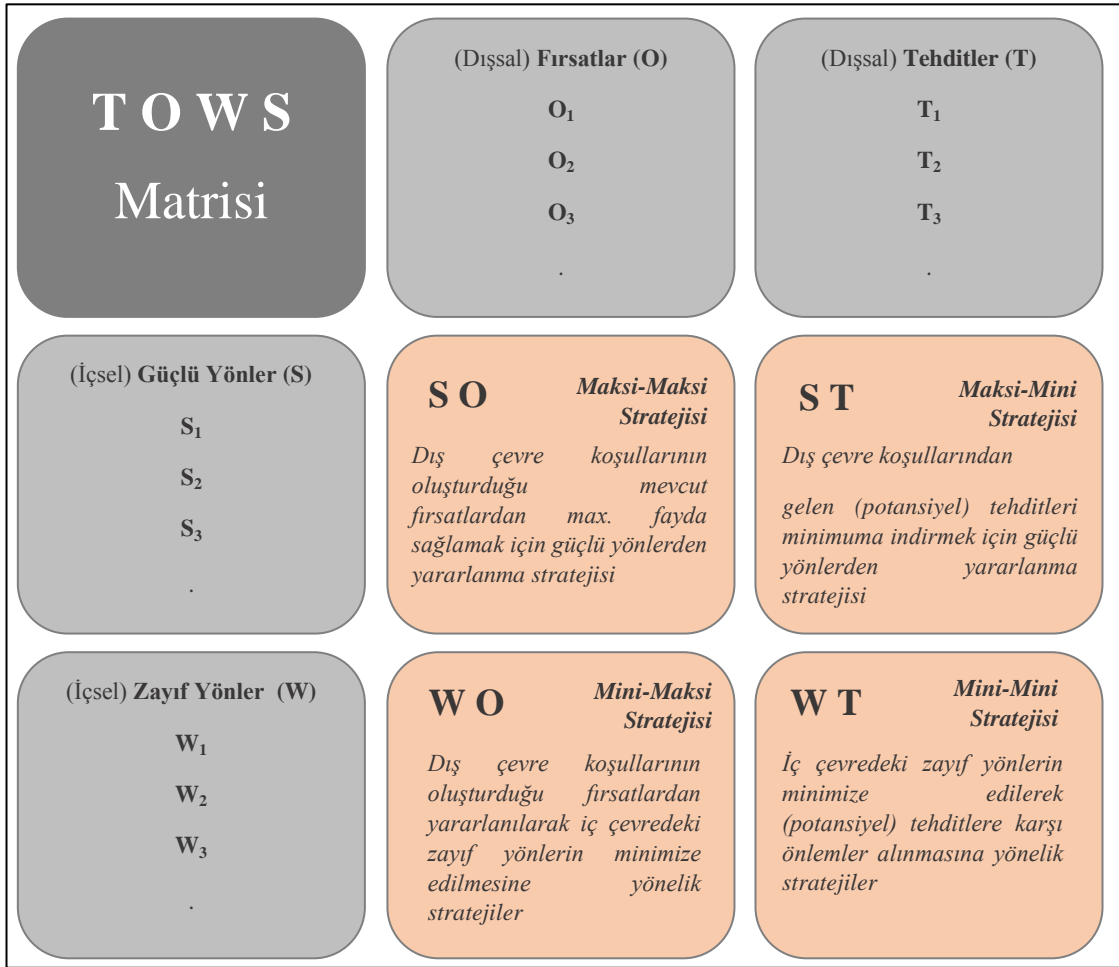 T O W S
Matrisi
(Dışsal) Fırsatlar (O)
O1
O2
O3
.
(Dışsal) Tehditler (T)
T1
T2
T3
.
(İçsel) Güçlü Yönler (S)
S1
S2
S3
.
S O
Maksi-Maksi
Stratejisi
Dış çevre koşullarının
oluşturduğu mevcut
fırsatlardan max. fayda
sağlamak için güçlü yönlerden
yararlanma stratejisi
S T
Maksi-Mini
Stratejisi
Dış çevre koşullarından
gelen (potansiyel) tehditleri
minimuma indirmek için güçlü
yönlerden yararlanma
stratejisi
(İçsel) Zayıf Yönler (W)
W1
W2
W3
.
W O
Mini-Maksi
Stratejisi
Dış çevre koşullarının
oluşturduğu fırsatlardan
yararlanılarak iç çevredeki
zayıf yönlerin minimize
edilmesine yönelik
stratejiler
W T
Mini-Mini
Stratejisi
İç çevredeki zayıf yönlerin
minimize edilerek
(potansiyel) tehditlere karşı
önlemler alınmasına yönelik
stratejiler